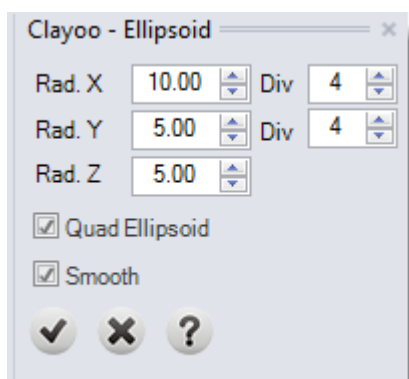 Clayoo - Ellipsoid
Rad. X 10.00 Div 4
Rad. Y 5.00 Div 4
Rad. Z 5.00
Quad Ellipsoid
Smooth
?